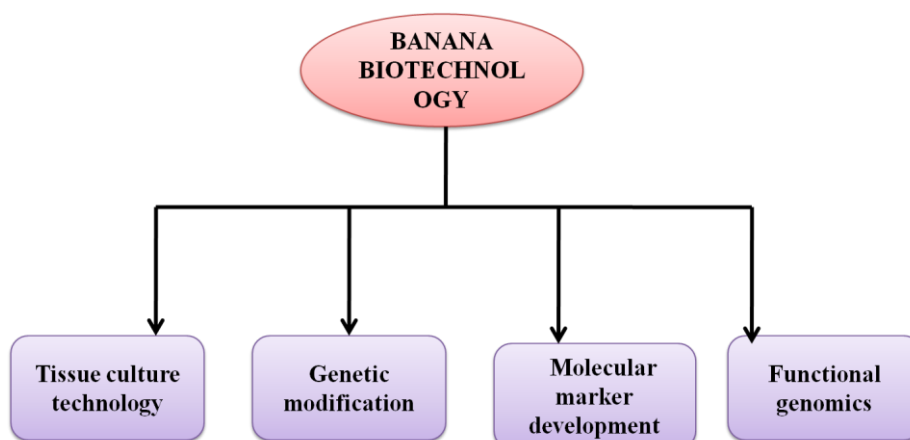 BANANA
BIOTECHNOL
OGY
Tissue culture
technology
Genetic
modification
Molecular
marker
development
Functional
genomics